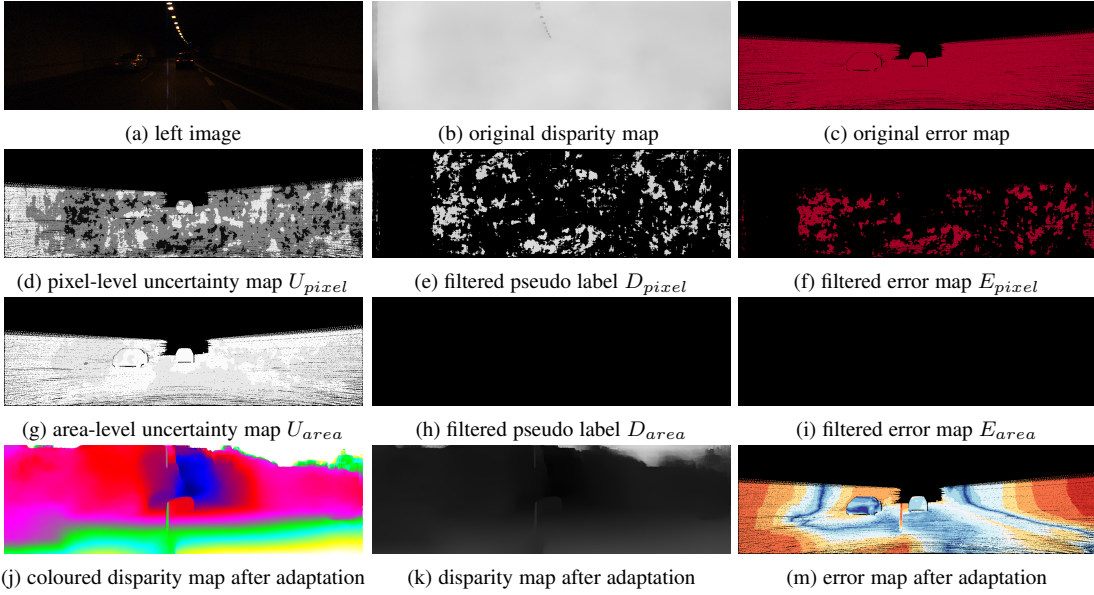 (a) left image
(b) original disparity map
(c) original error map
(d) pixel-level uncertainty map U_pixel
(e) filtered pseudo label D_pixel
(f) filtered error map E_pixel
(g) area-level uncertainty map U_area
(h) filtered pseudo label D_area
(i) filtered error map E_area
(j) coloured disparity map after adaptation
(k) disparity map after adaptation
(m) error map after adaptation